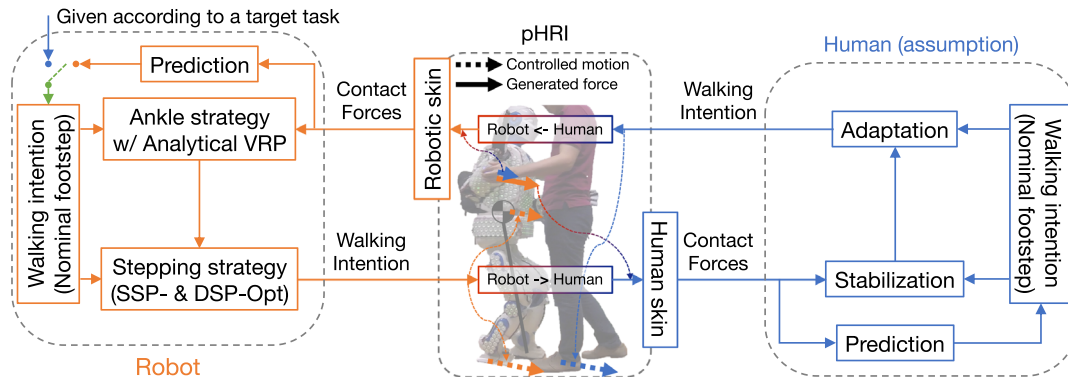 Given according to a target task
Prediction
Ankle strategy
w/ Analytical VRP
Walking intention
(Nominal footstep)
Stepping strategy
(SSP- & DSP-Opt)
Robot
Contact
Forces
Walking
Intention
Robotic skin
pHRI
Controlled motion
Generated force
Robot <- Human
Robot -> Human
Human skin
Walking
Intention
Contact
Forces
Human (assumption)
Adaptation
Stabilization
Prediction
Walking intention
(Nominal footstep)